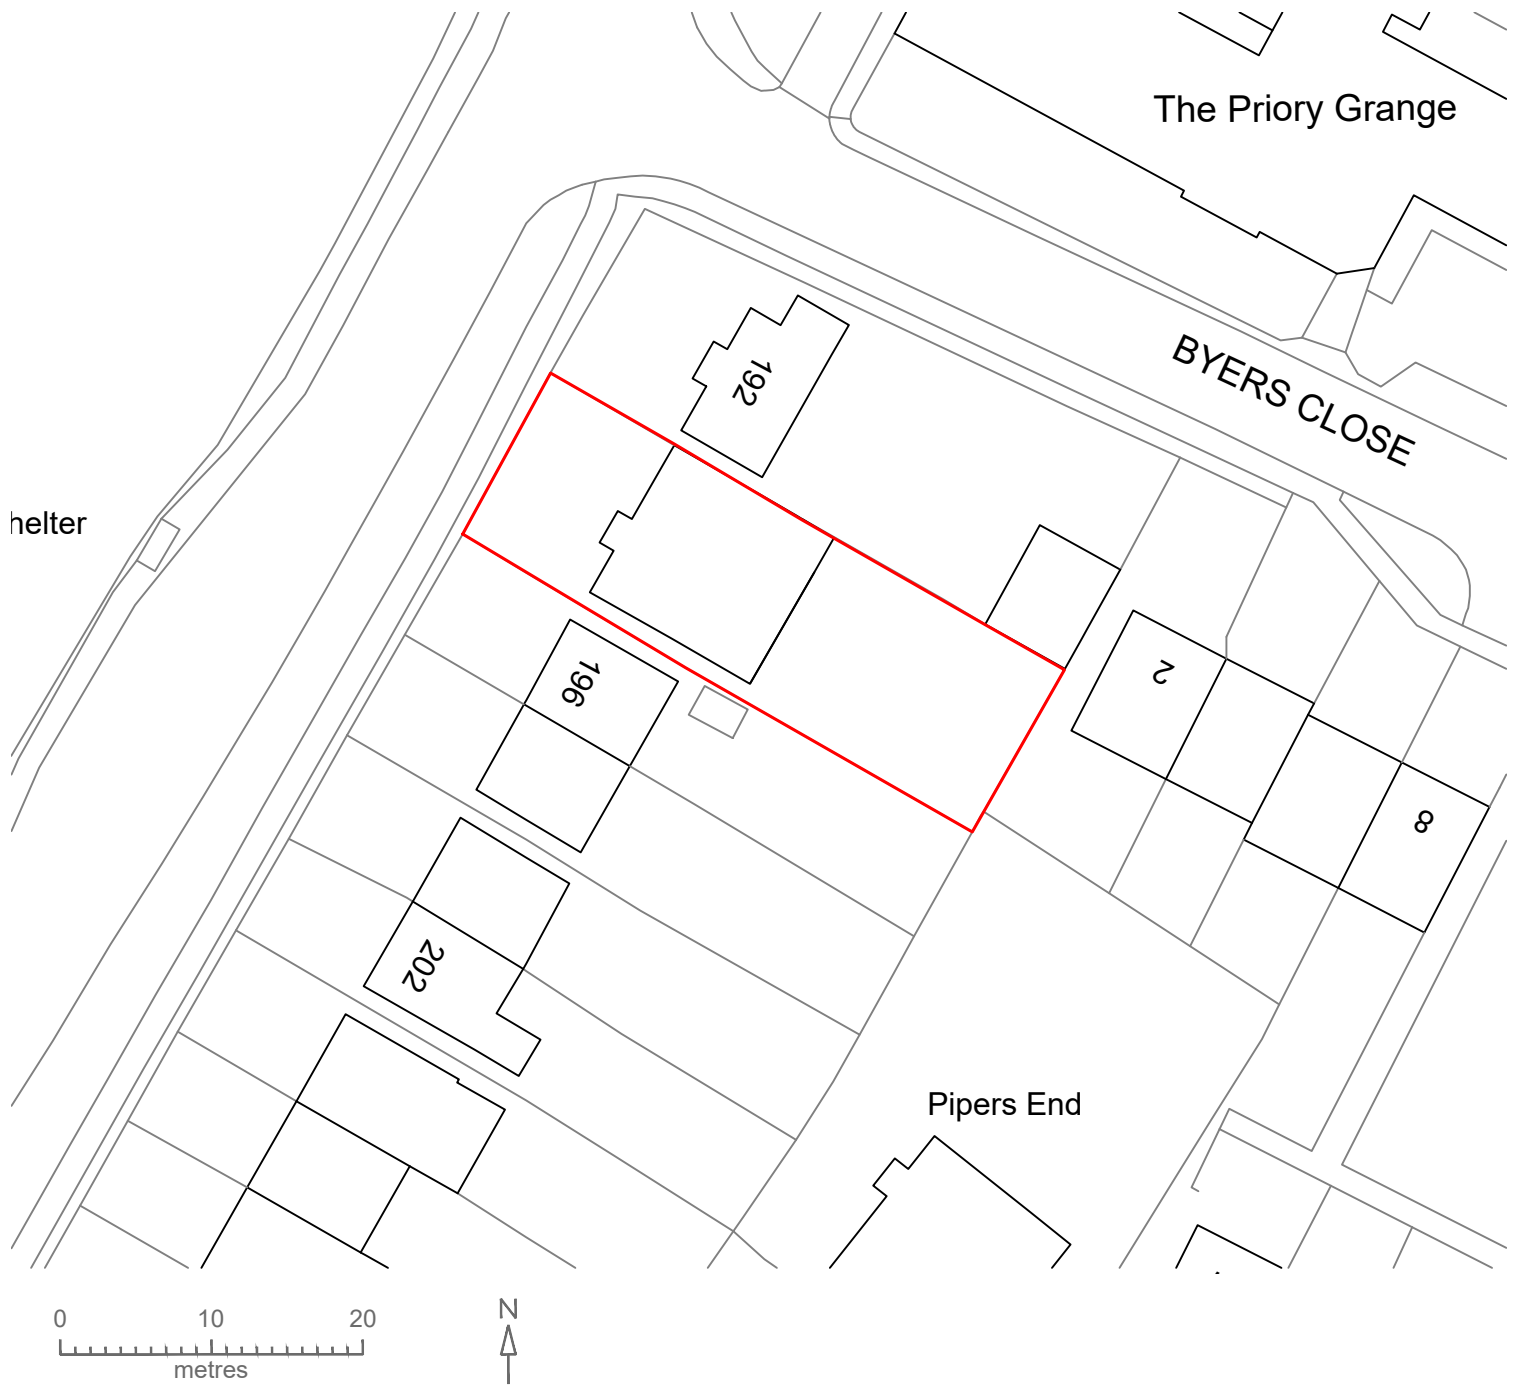 The Priory Grange
BYERS CLOSE
192
helter
196
2
8
202
Pipers End
0 10 20
metres
N